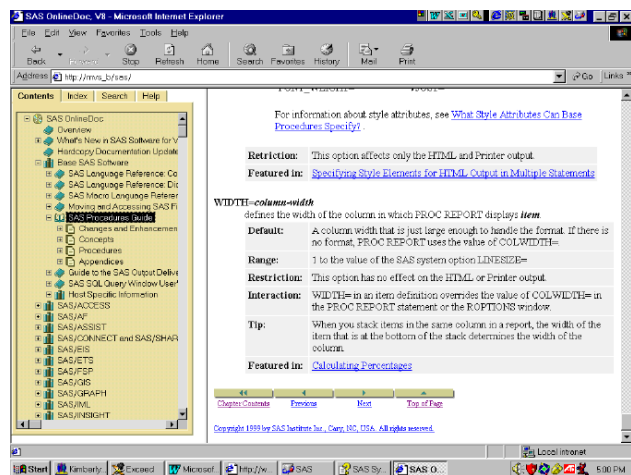 SAS OnlineDoc, V8 - Microsoft Internet Explorer
File Edit View Favorites Tools Help
Back Stop Refresh Home Search Favorites History Mail Print
Address http://mvs_b/sas/ Go Links
Contents Index Search Help
SAS OnlineDoc
Overview
What's New in SAS Software for V
Hardcopy Documentation Update
Base SAS Software
SAS Language Reference: Co
SAS Language Reference: Dic
SAS Macro Language Referer
Moving and Accessing SAS Fi
SAS Procedures Guide
Changes and Enhancemen
Concepts
Procedures
Appendices
Guide to the SAS Output Delive
SAS SQL Query Window User'
Host Specific Information
SAS/ACCESS
SAS/AF
SAS/ASSIST
SAS/CONNECT and SAS/SHAR
SAS/EIS
SAS/ETS
SAS/FSP
SAS/GIS
SAS/GRAPH
SAS/IML
SAS/INSIGHT
For information about style attributes, see What Style Attributes Can Base
Procedures Specify? .
Retriction: This option affects only the HTML and Printer output.
Featured in: Specifying Style Elements for HTML Output in Multiple Statements
WIDTH=column-width
defines the width of the column in which PROC REPORT displays item.
Default: A column width that is just large enough to handle the format. If there
is no format, PROC REPORT uses the value of COLWIDTH=.
Range: 1 to the value of the SAS system option LINESIZE=
Restriction: This option has no effect on the HTML or Printer output.
Interaction: WIDTH= in an item definition overrides the value of COLWIDTH= in
the PROC REPORT statement or the ROPTIONS window.
Tip: When you stack items in the same column in a report, the width of the
item that is at the bottom of the stack determines the width of the
column.
Featured in: Calculating Percentages
Chapter Contents Previous Next Top of Page
Copyright 1999 by SAS Institute Inc., Cary, NC, USA. All rights reserved.
Local intranet
Start Kimberly... Exceed Microsof... http://w... SAS SAS Sy... SAS O... 5:00 PM